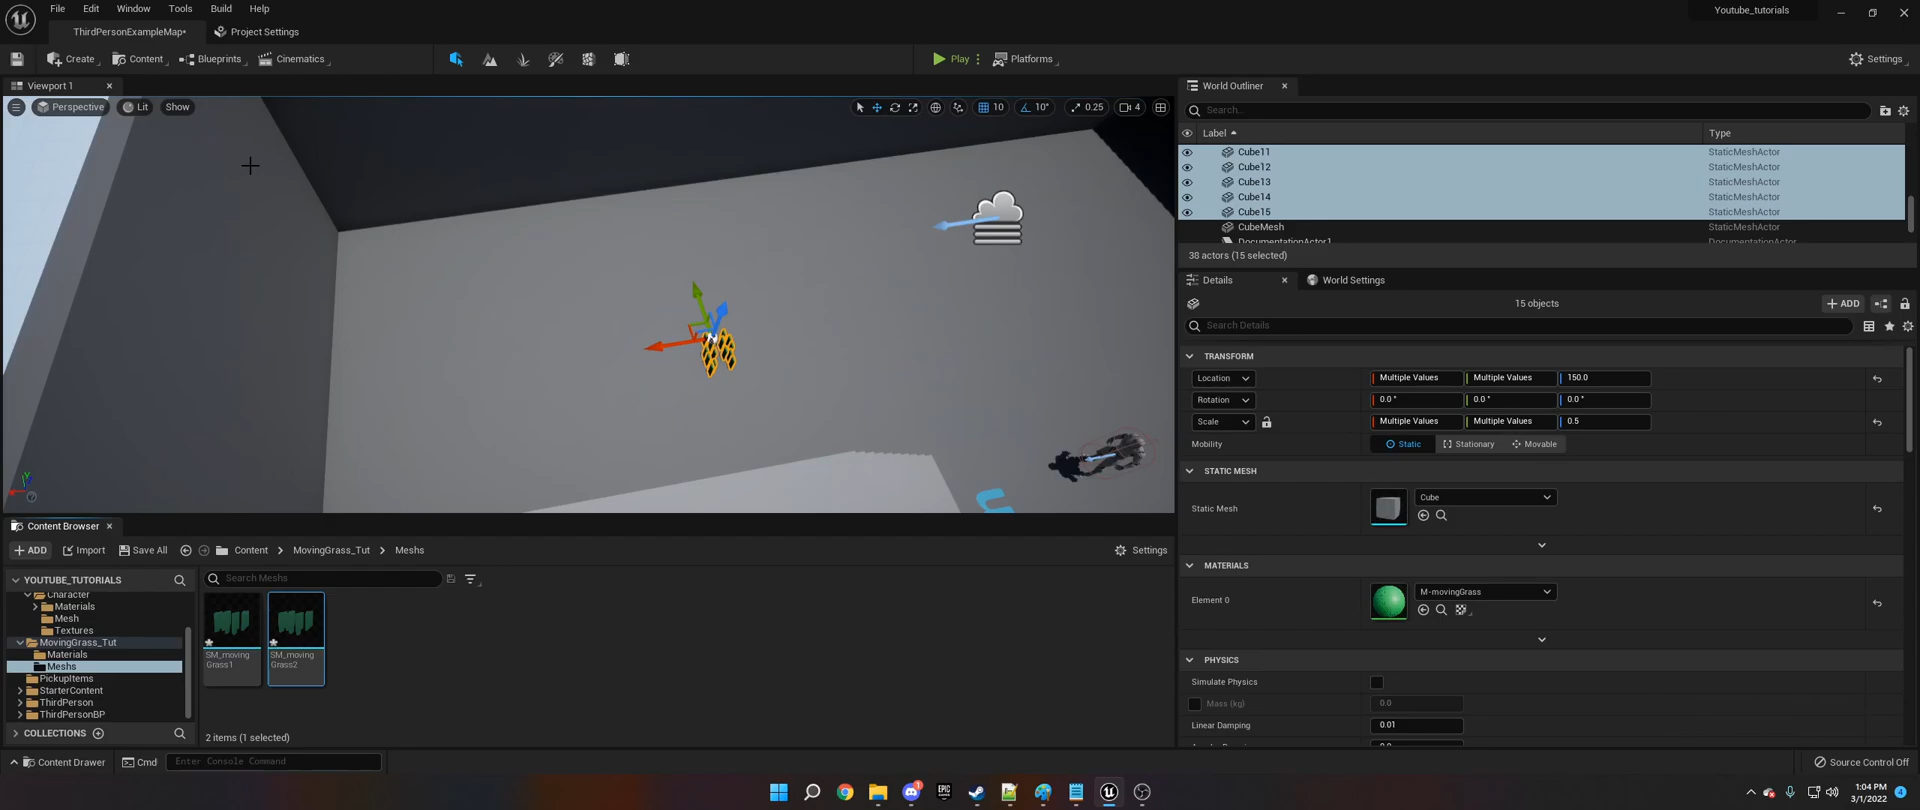 File Edit Window Tools Build Help
Youtube_tutorials
ThirdPersonExampleMap* Project Settings
Create Content Blueprints Cinematics Play Platforms Settings
Viewport 1
World Outliner
Perspective Lit Show 10 10° 0.25 4
Search...
Label Type
Cube11 StaticMeshActor
Cube12 StaticMeshActor
Cube13 StaticMeshActor
Cube14 StaticMeshActor
Cube15 StaticMeshActor
CubeMesh StaticMeshActor
DocumentationActor1 DocumentationActor
38 actors (15 selected)
Details World Settings
15 objects
ADD
Search Details
TRANSFORM
Location Multiple Values Multiple Values 150.0
Rotation 0.0 ° 0.0 ° 0.0 °
Scale Multiple Values Multiple Values 0.5
Mobility Static Stationary Movable
STATIC MESH
Static Mesh Cube
MATERIALS
Element 0 M-movingGrass
PHYSICS
Simulate Physics
Mass (kg) 0.0
Linear Damping 0.01
Content Browser
ADD Import Save All Content MovingGrass_Tut Meshs Settings
YOUTUBE_TUTORIALS
Search Meshs
Character
Materials
Mesh
Textures
MovingGrass_Tut
Materials
Meshs
PickupItems
StarterContent
ThirdPerson
ThirdPersonBP
COLLECTIONS
SM_moving
Grass1
SM_moving
Grass2
2 items (1 selected)
Content Drawer Cmd Enter Console Command Source Control Off
EPIC
GAMES
1:04 PM
3/1/2022
4